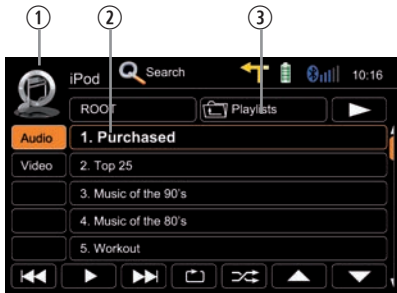 1 2 3
iPod Search 10:16
ROOT Playlists
Audio 1. Purchased
Video 2. Top 25
3. Music of the 90's
4. Music of the 80's
5. Workout